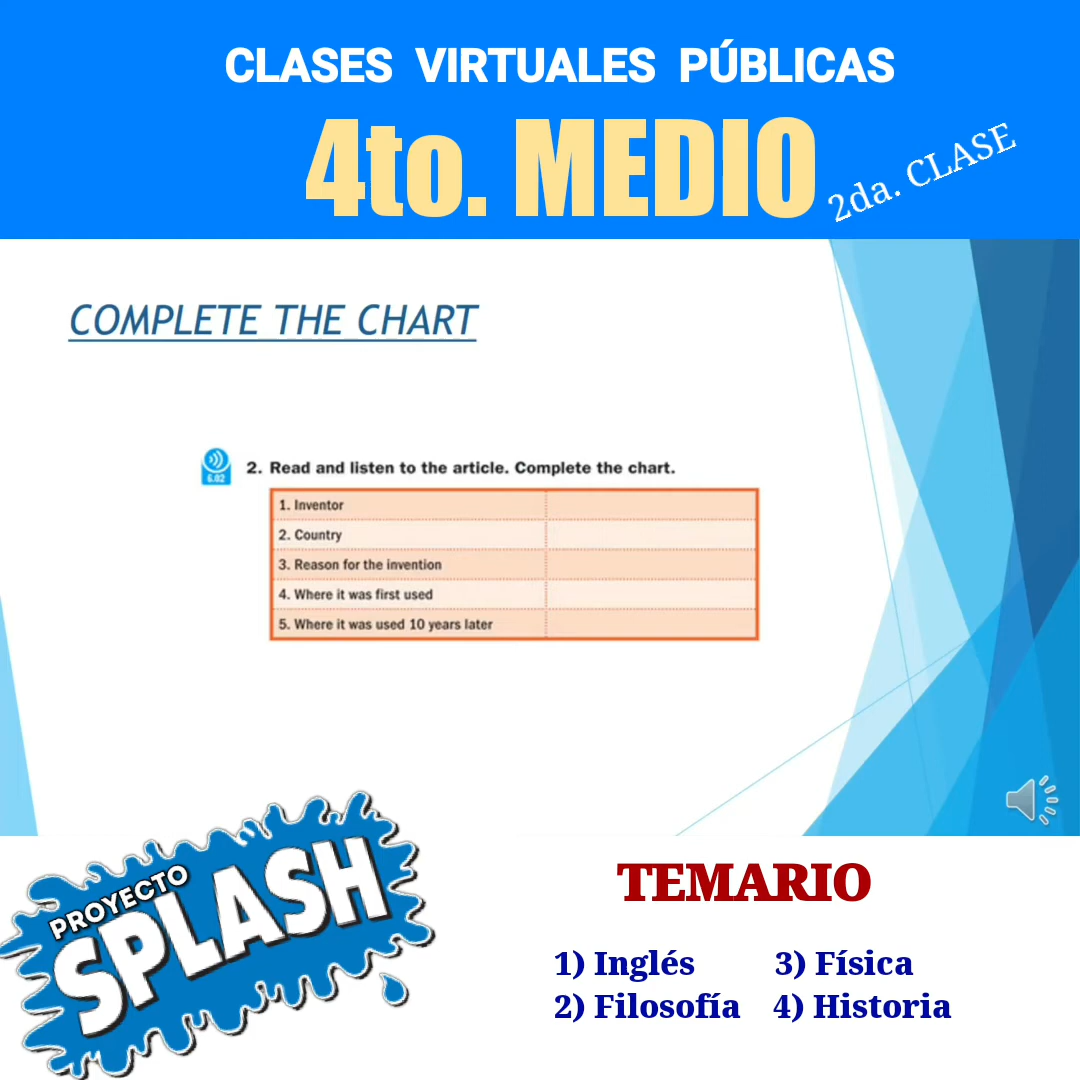 CLASES VIRTUALES PÚBLICAS
4to. MEDIO
2da. CLASE
COMPLETE THE CHART
6.02
2. Read and listen to the article. Complete the chart.
1. Inventor
2. Country
3. Reason for the invention
4. Where it was first used
5. Where it was used 10 years later
PROYECTO
SPLASH
TEMARIO
1) Inglés 3) Física
2) Filosofía 4) Historia